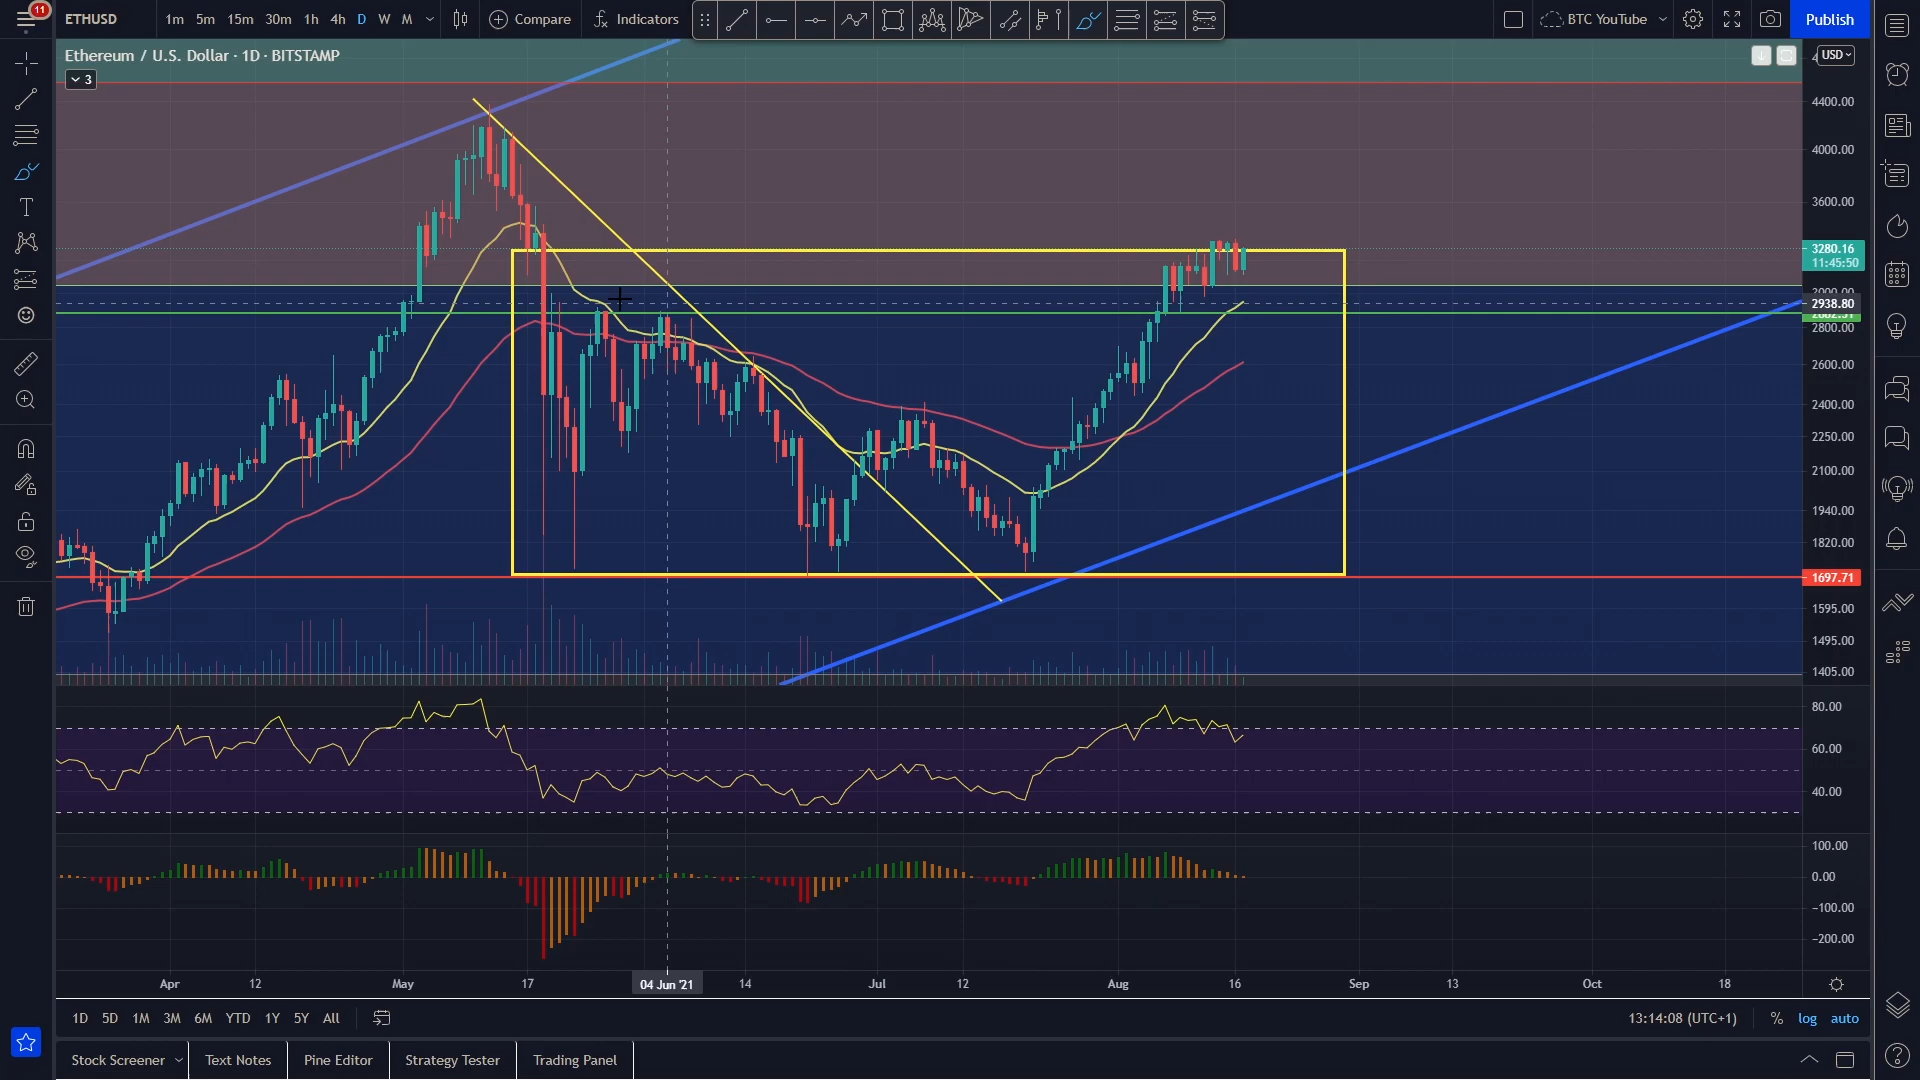 11
ETHUSD
1m 5m 15m 30m 1h 4h D W M
Compare
Indicators
BTC YouTube
Publish
Ethereum / U.S. Dollar · 1D · BITSTAMP
3
USD
4400.00
4000.00
3600.00
3280.16
11:45:50
2938.80
2800.00
2600.00
2400.00
2250.00
2100.00
1940.00
1820.00
1697.71
1595.00
1495.00
1405.00
80.00
60.00
40.00
100.00
0.00
−100.00
−200.00
Apr 12 May 17 04 Jun '21 14 Jul 12 Aug 16 Sep 13 Oct 18
1D 5D 1M 3M 6M YTD 1Y 5Y All
13:14:08 (UTC+1) % log auto
Stock Screener Text Notes Pine Editor Strategy Tester Trading Panel